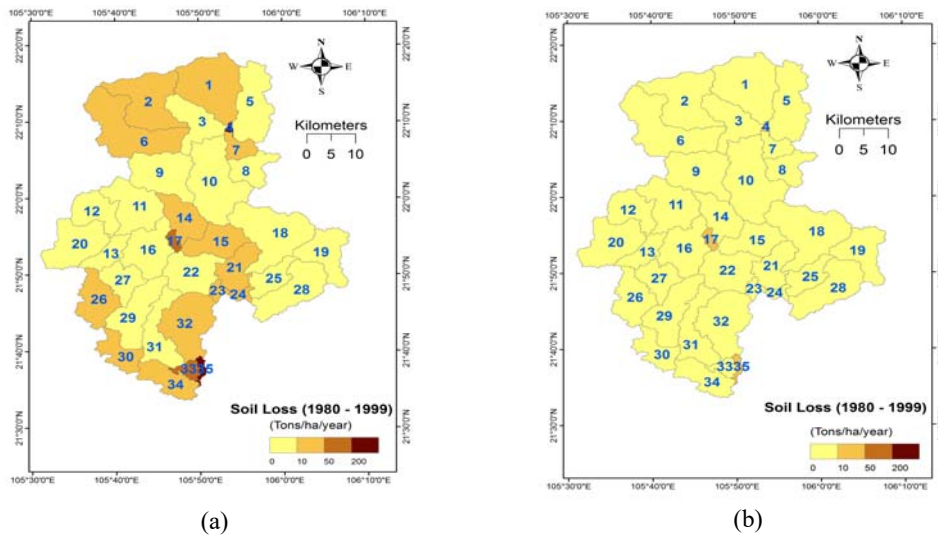 105°30'0"E 105°40'0"E 105°50'0"E 106°0'0"E 106°10'0"E
22°20'0"N 22°20'0"N
22°10'0"N 22°10'0"N
22°0'0"N 22°0'0"N
21°50'0"N 21°50'0"N
21°40'0"N 21°40'0"N
21°30'0"N 21°30'0"N
N
W E
S
Kilometers
0 5 10
1
2
5
3
4
6
7
8
9
10
11
12
14
18
17
15
19
20
13
16
21
22
25
27
23
24
28
26
29
32
31
30
33 35
34
Soil Loss (1980 - 1999)
(Tons/ha/year)
0 10 50 200
105°30'0"E 105°40'0"E 105°50'0"E 106°0'0"E 106°10'0"E
(a)
105°30'0"E 105°40'0"E 105°50'0"E 106°0'0"E 106°10'0"E
22°20'0"N 22°20'0"N
22°10'0"N 22°10'0"N
22°0'0"N 22°0'0"N
21°50'0"N 21°50'0"N
21°40'0"N 21°40'0"N
21°30'0"N 21°30'0"N
N
W E
S
Kilometers
0 5 10
1
2
5
3
4
6
7
8
9
10
11
12
14
18
17
15
19
20
13
16
21
22
25
27
23
24
28
26
29
32
31
30
3335
34
Soil Loss (1980 - 1999)
(Tons/ha/year)
0 10 50 200
105°30'0"E 105°40'0"E 105°50'0"E 106°0'0"E 106°10'0"E
(b)